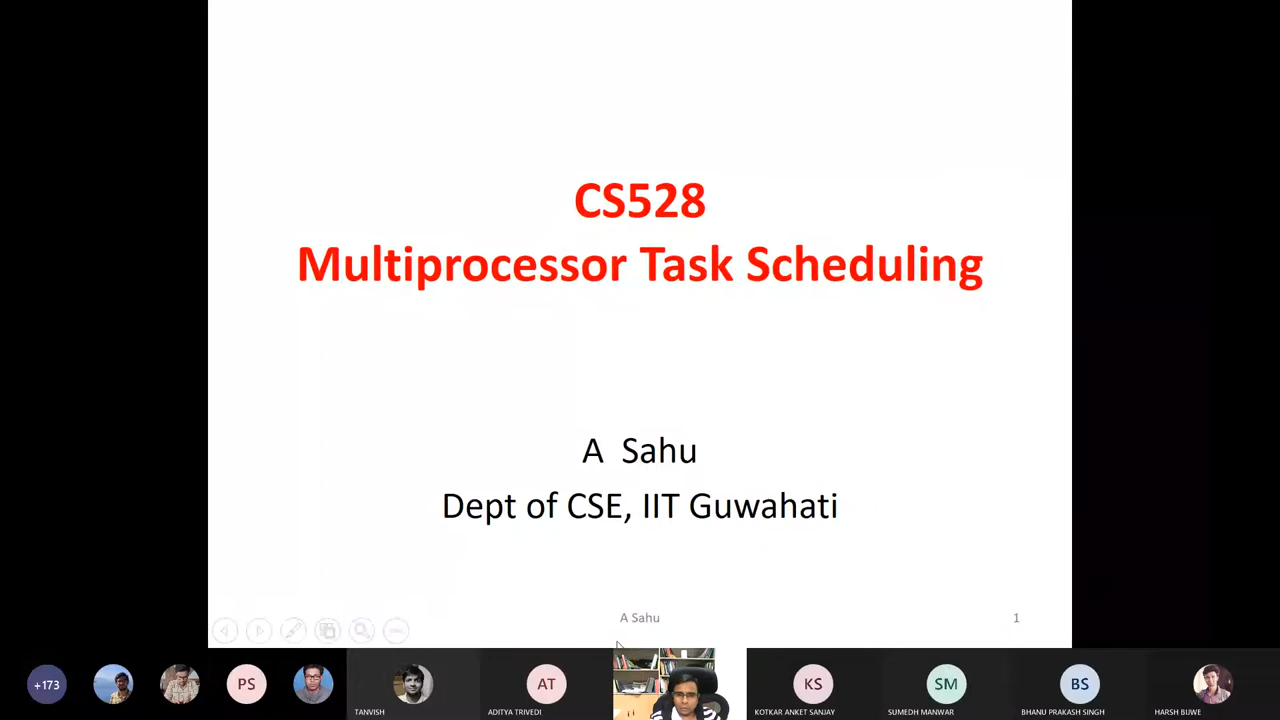 CS528
Multiprocessor Task Scheduling
A Sahu
Dept of CSE, IIT Guwahati
A Sahu
1
+173
PS
AT
KS
SM
BS
TANVISH
ADITYA TRIVEDI
KOTKAR ANKET SANJAY
SUMEDH MANWAR
BHANU PRAKASH SINGH
HARSH BUWE